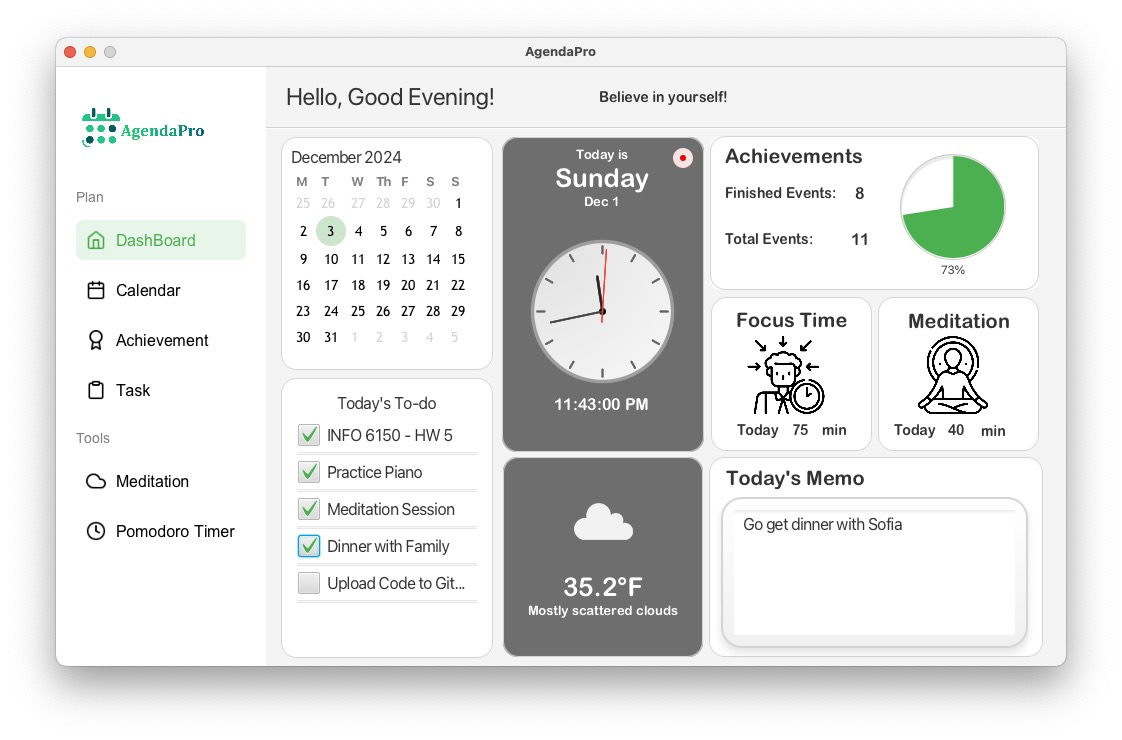 AgendaPro
AgendaPro
Plan
DashBoard
Calendar
Achievement
Task
Tools
Meditation
Pomodoro Timer
Hello, Good Evening!
Believe in yourself!
December 2024
M T W Th F S S
25 26 27 28 29 30 1
2 3 4 5 6 7 8
9 10 11 12 13 14 15
16 17 18 19 20 21 22
23 24 25 26 27 28 29
30 31 1 2 3 4 5
Today's To-do
INFO 6150 - HW 5
Practice Piano
Meditation Session
Dinner with Family
Upload Code to Git...
Today is
Sunday
Dec 1
11:43:00 PM
35.2°F
Mostly scattered clouds
Achievements
Finished Events: 8
Total Events: 11
73%
Focus Time
Today 75 min
Meditation
Today 40 min
Today's Memo
Go get dinner with Sofia